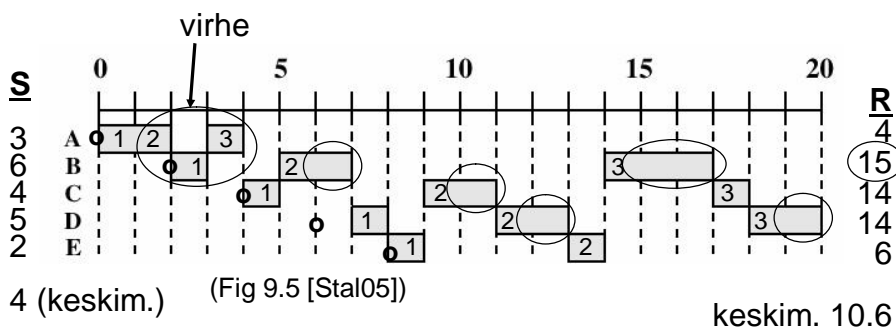 virhe
0 5 10 15 20
S R
3 A 1 2 3 4
6 B 1 2 3 15
4 C 1 2 3 14
5 D 1 2 3 14
2 E 1 2 6
4 (keskim.) (Fig 9.5 [Stal05]) keskim. 10.6